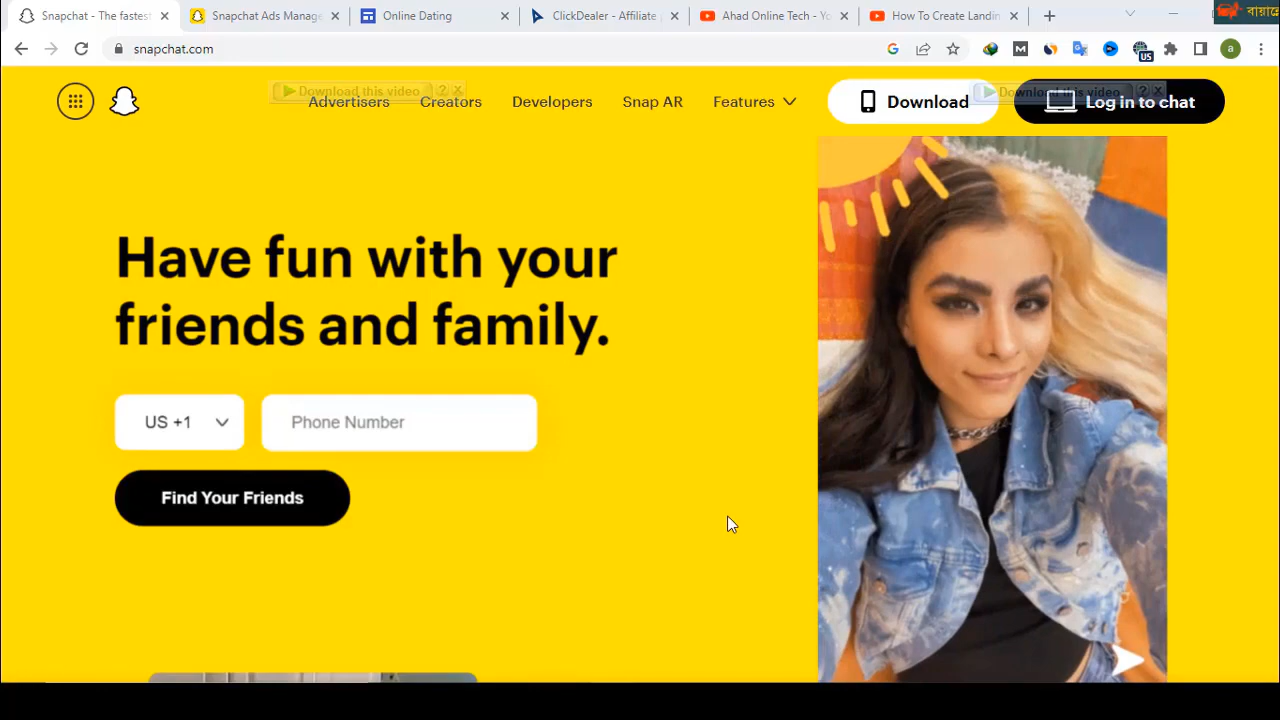 Snapchat - The fastest
Snapchat Ads Manage
Online Dating
ClickDealer - Affiliate
Ahad Online Tech - Yo
How To Create Landin
snapchat.com
US
a
Download this video
?
Advertisers
Creators
Developers
Snap AR
Features
Download
Download this video
?
Log in to chat
Have fun with your
friends and family.
US +1
Phone Number
Find Your Friends